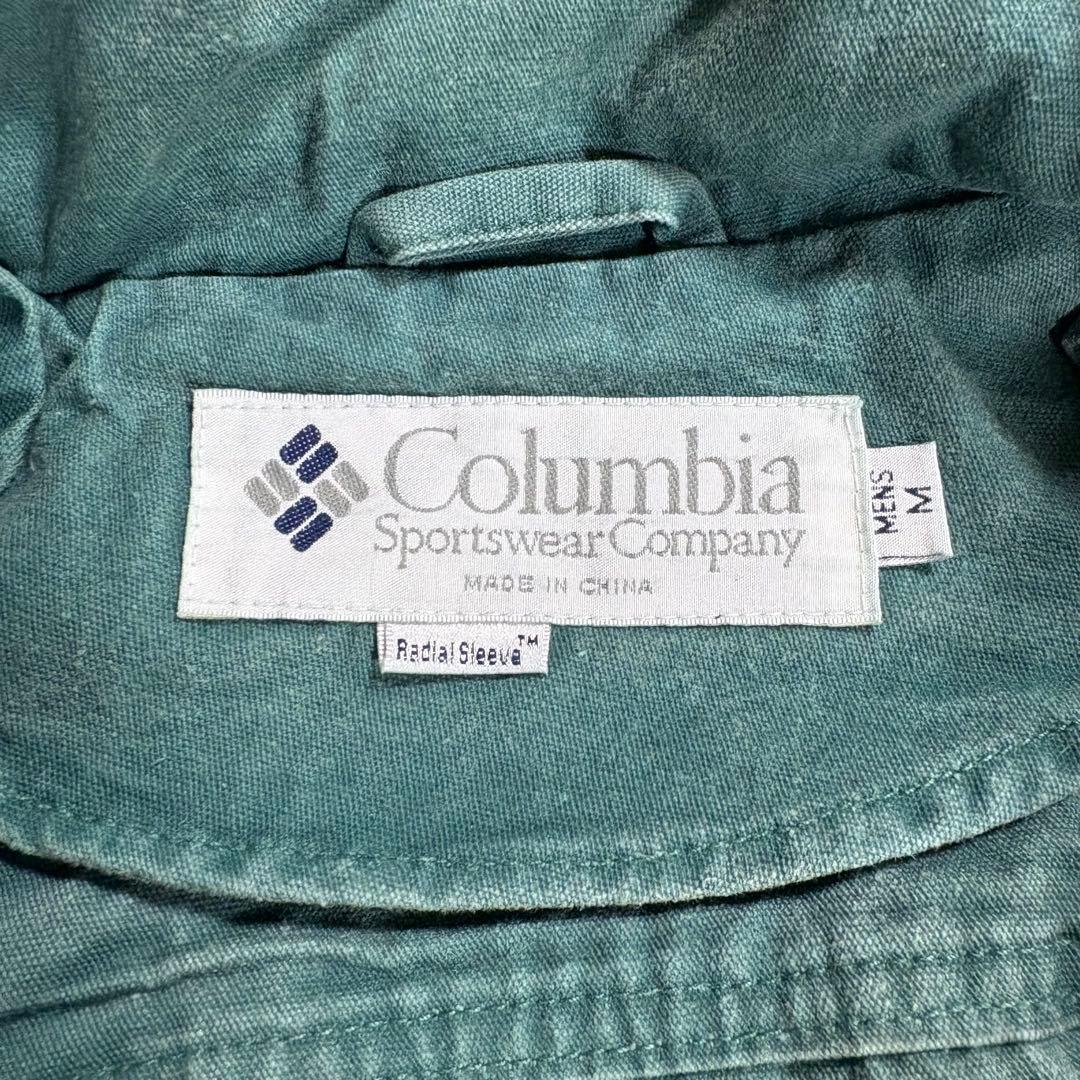 Columbia
Sportswear Company
MADE IN CHINA
Radial Sleeve™
MENS
M